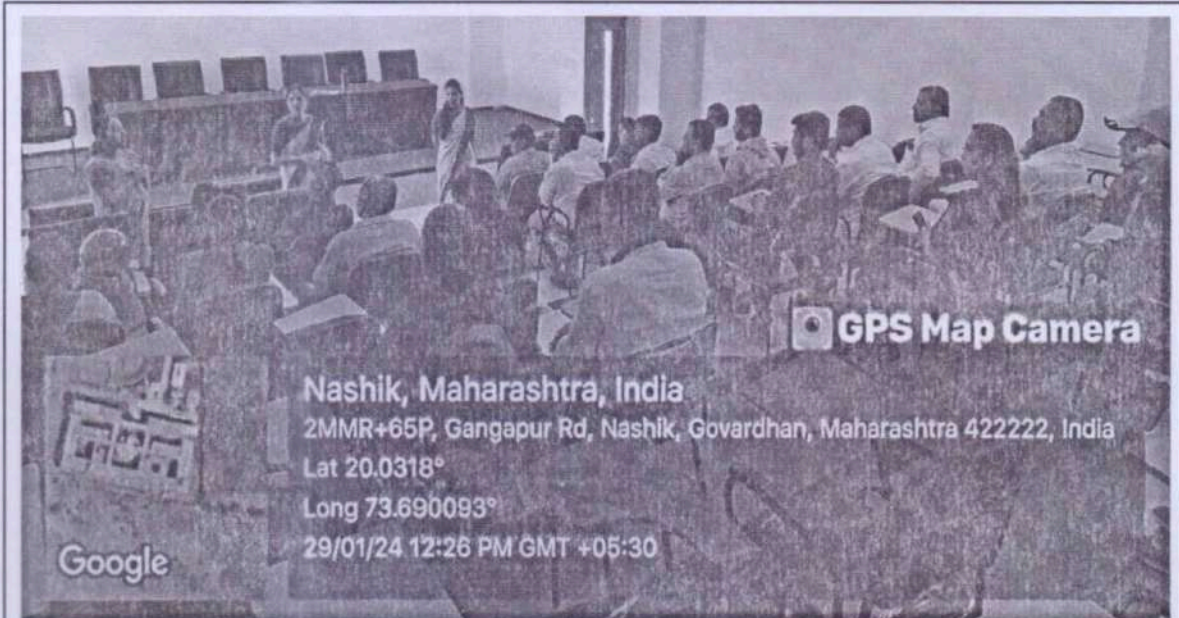 GPS Map Camera
Nashik, Maharashtra, India
2MMR+65P, Gangapur Rd, Nashik, Govardhan, Maharashtra 422222, India
Lat 20.0318°
Long 73.690093°
29/01/24 12:26 PM GMT +05:30
Google